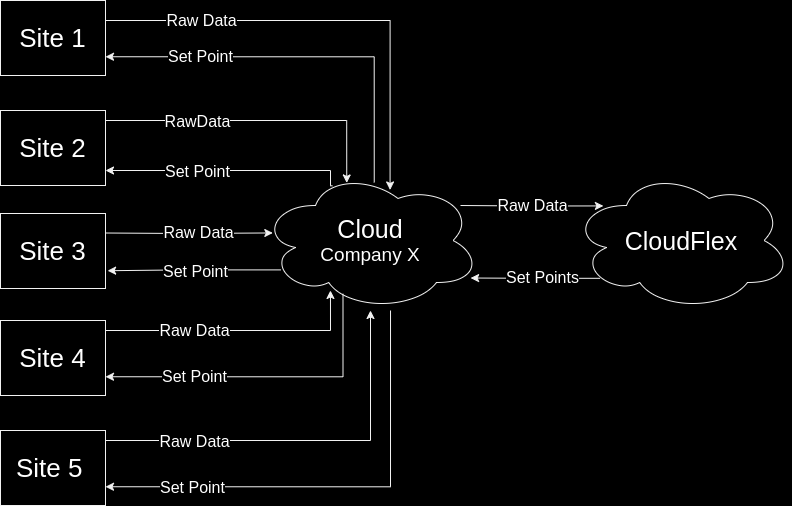 Site 1
Raw Data
Set Point
Site 2
RawData
Set Point
Site 3
Raw Data
Set Point
Site 4
Raw Data
Set Point
Site 5
Raw Data
Set Point
Cloud
Company X
Raw Data
Set Points
CloudFlex